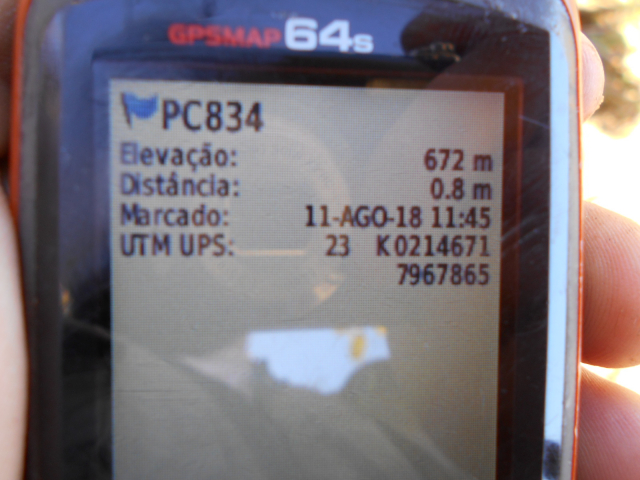 GPSMAP 64s
PC834
Elevação: 672 m
Distância: 0.8 m
Marcado: 11-AGO-18 11:45
UTM UPS: 23 K 0214671
7967865